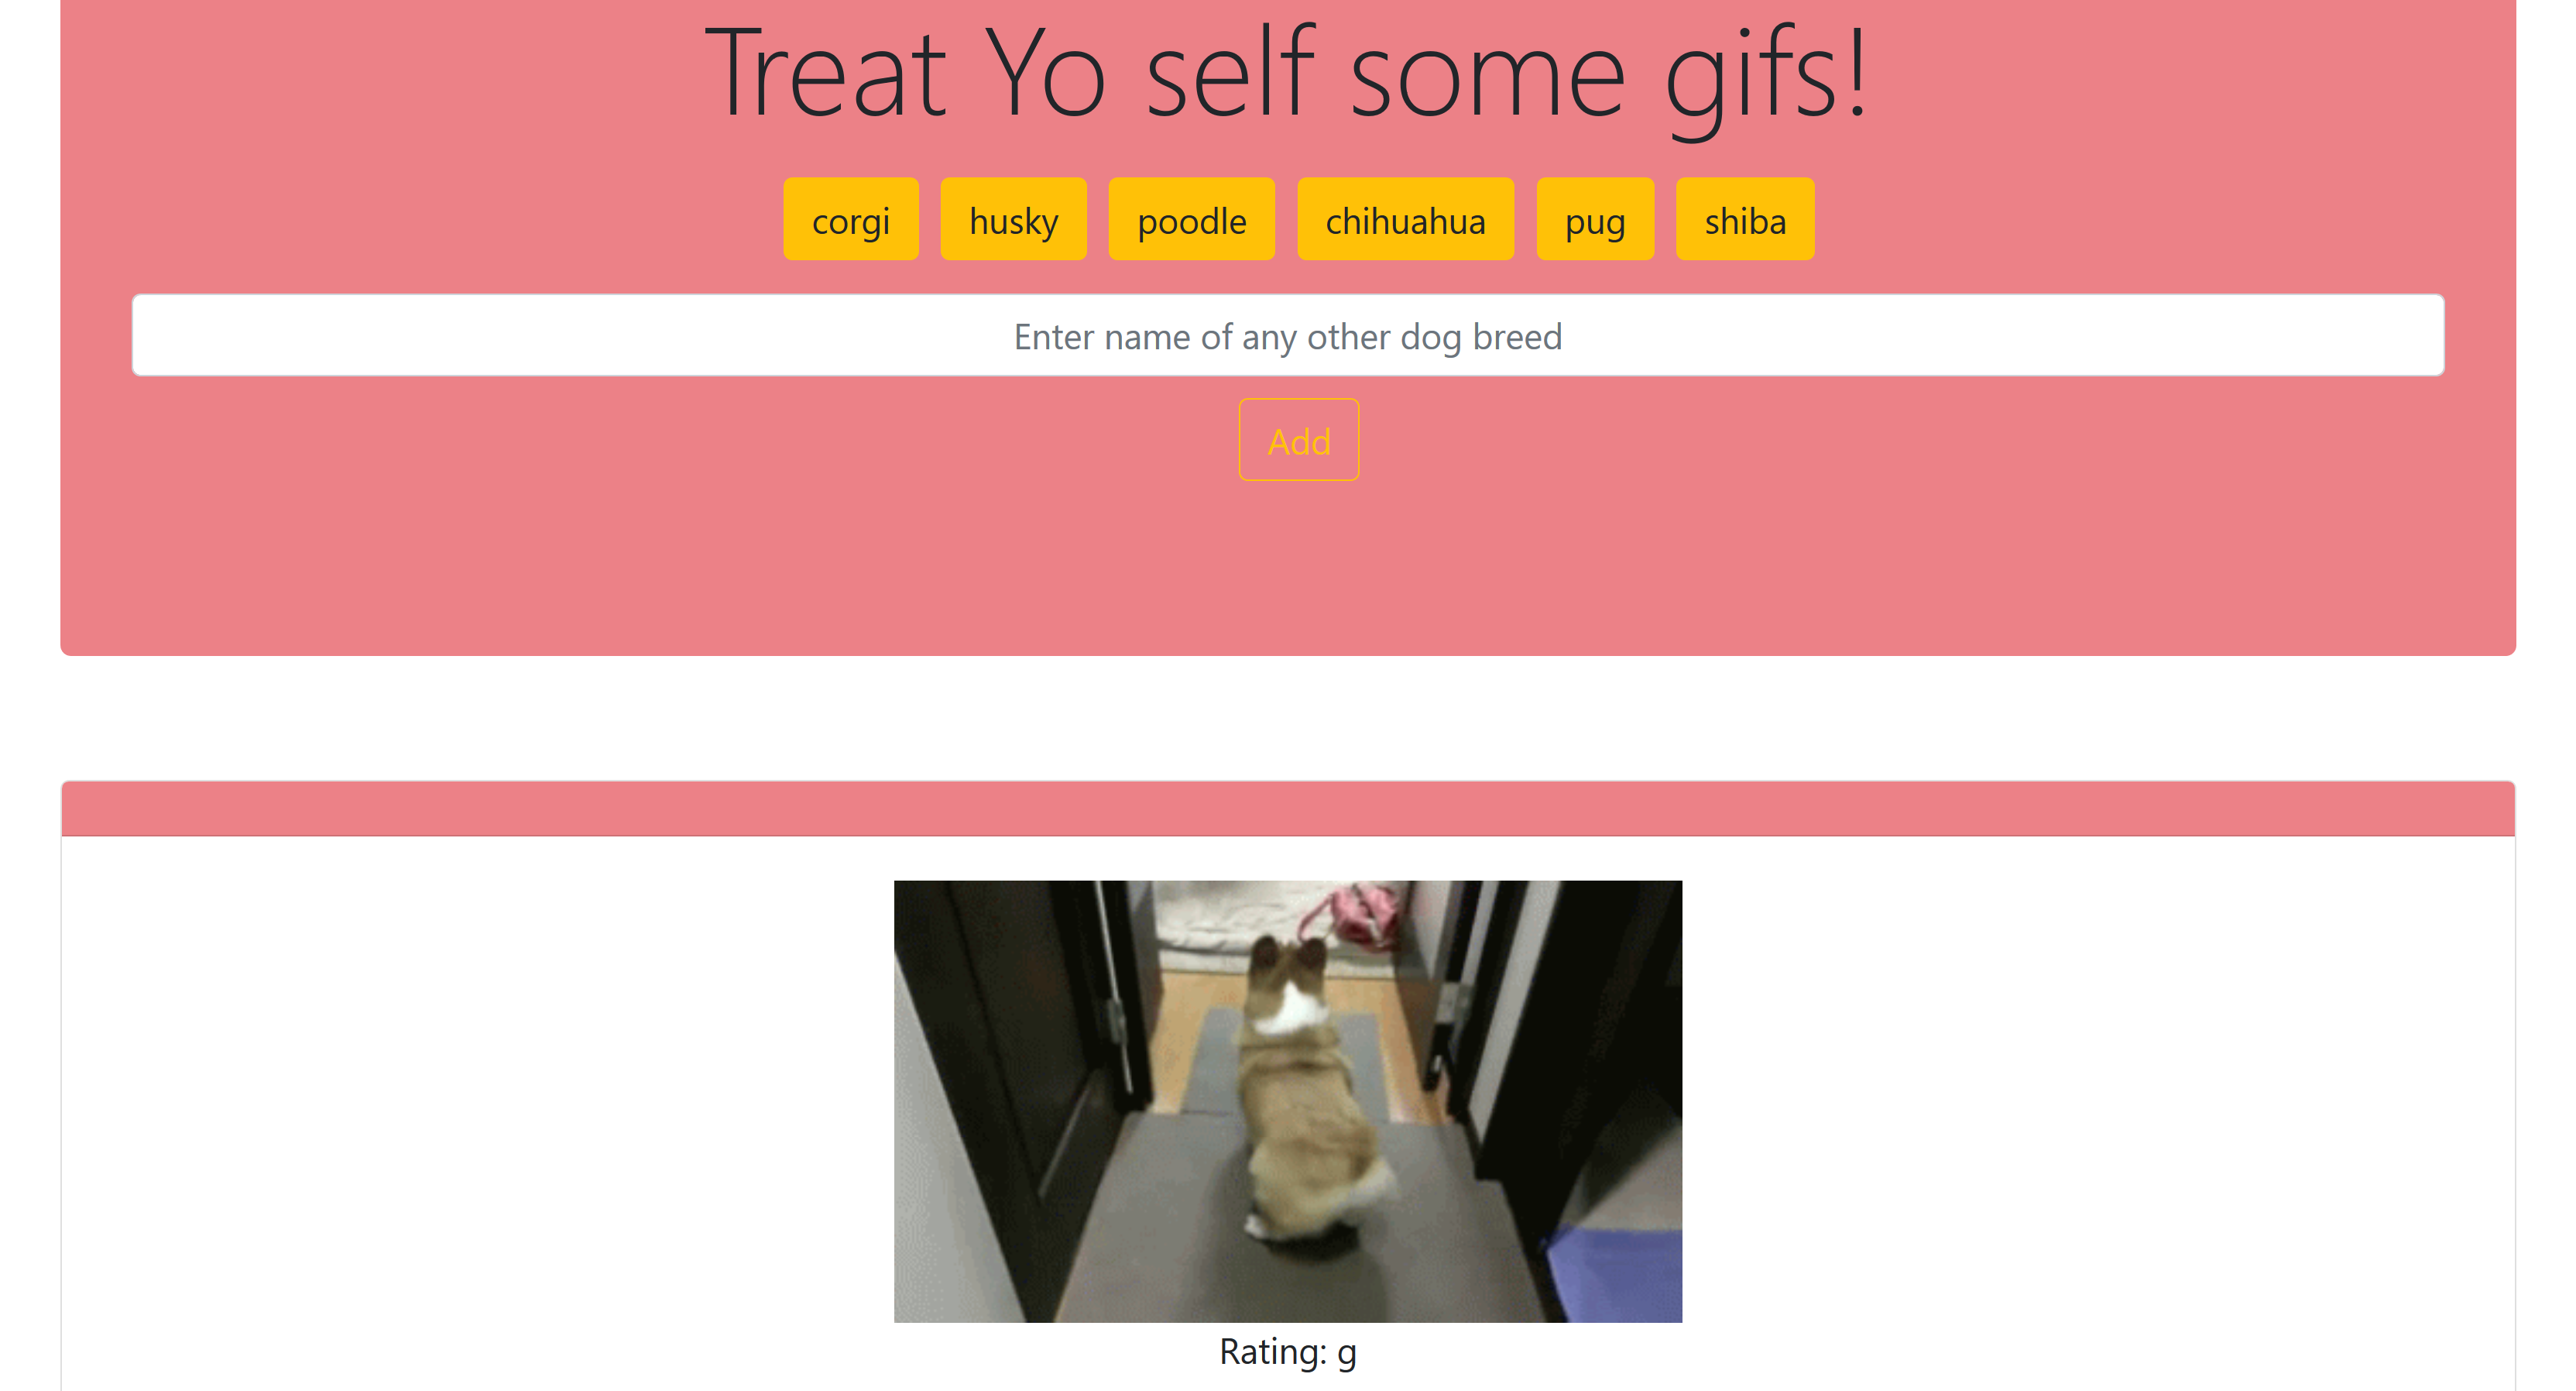 Treat Yo self some gifs!
corgi husky poodle chihuahua pug shiba
Enter name of any other dog breed
Add
Rating: g